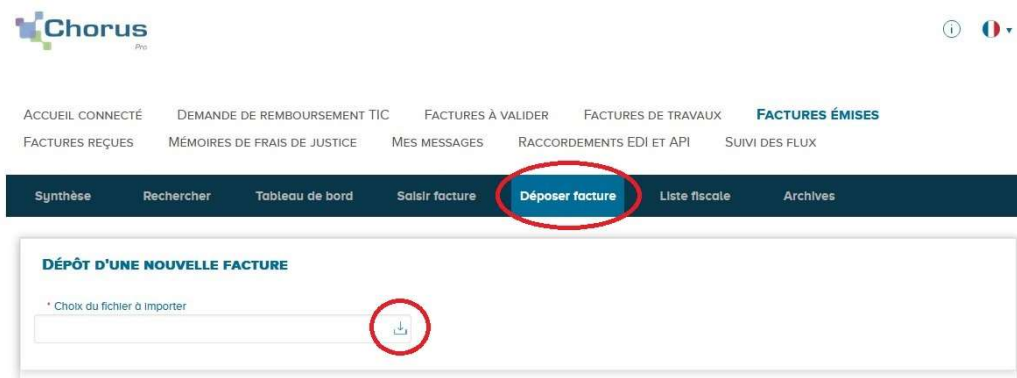 Chorus
Pro
ACCUEIL CONNECTÉ DEMANDE DE REMBOURSEMENT TIC FACTURES À VALIDER FACTURES DE TRAVAUX FACTURES ÉMISES
FACTURES REÇUES MÉMOIRES DE FRAIS DE JUSTICE MES MESSAGES RACCORDEMENTS EDI ET API SUIVI DES FLUX
Synthèse Rechercher Tableau de bord Saisir facture Déposer facture Liste fiscale Archives
DÉPÔT D'UNE NOUVELLE FACTURE
* Choix du fichier à importer